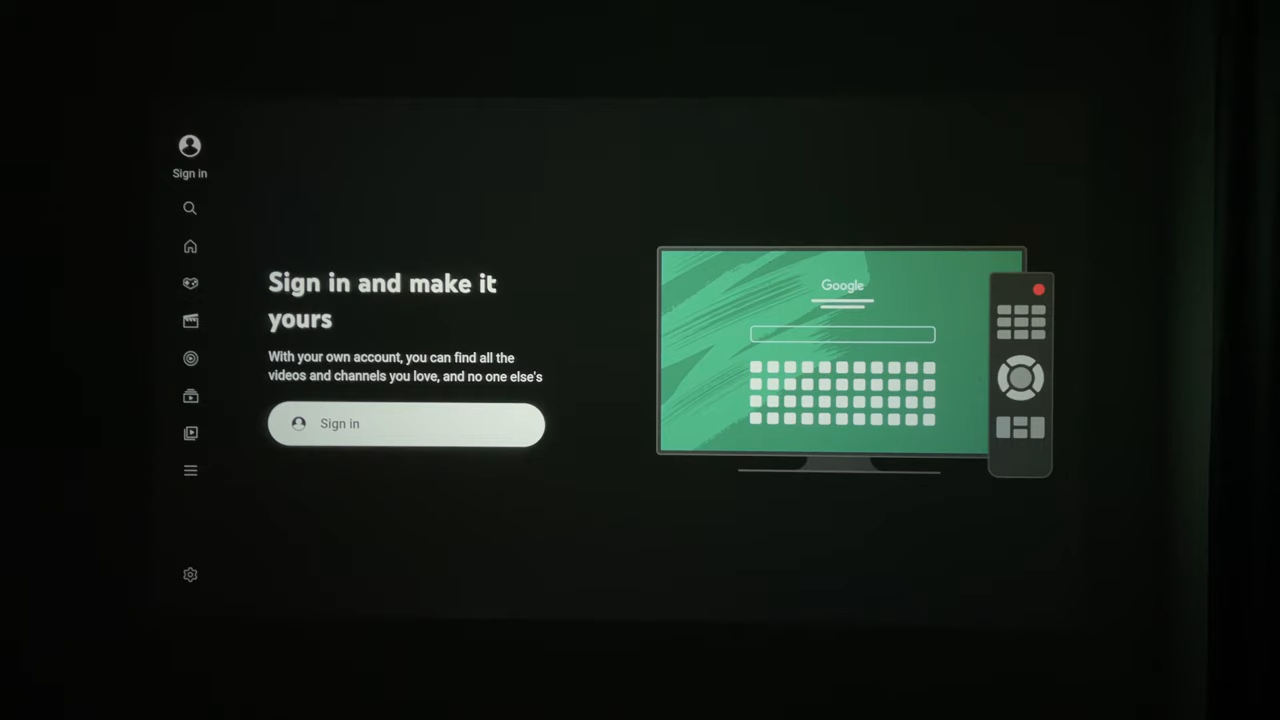 Sign in
Sign in and make it
yours
With your own account, you can find all the
videos and channels you love, and no one else's
Sign in
Google